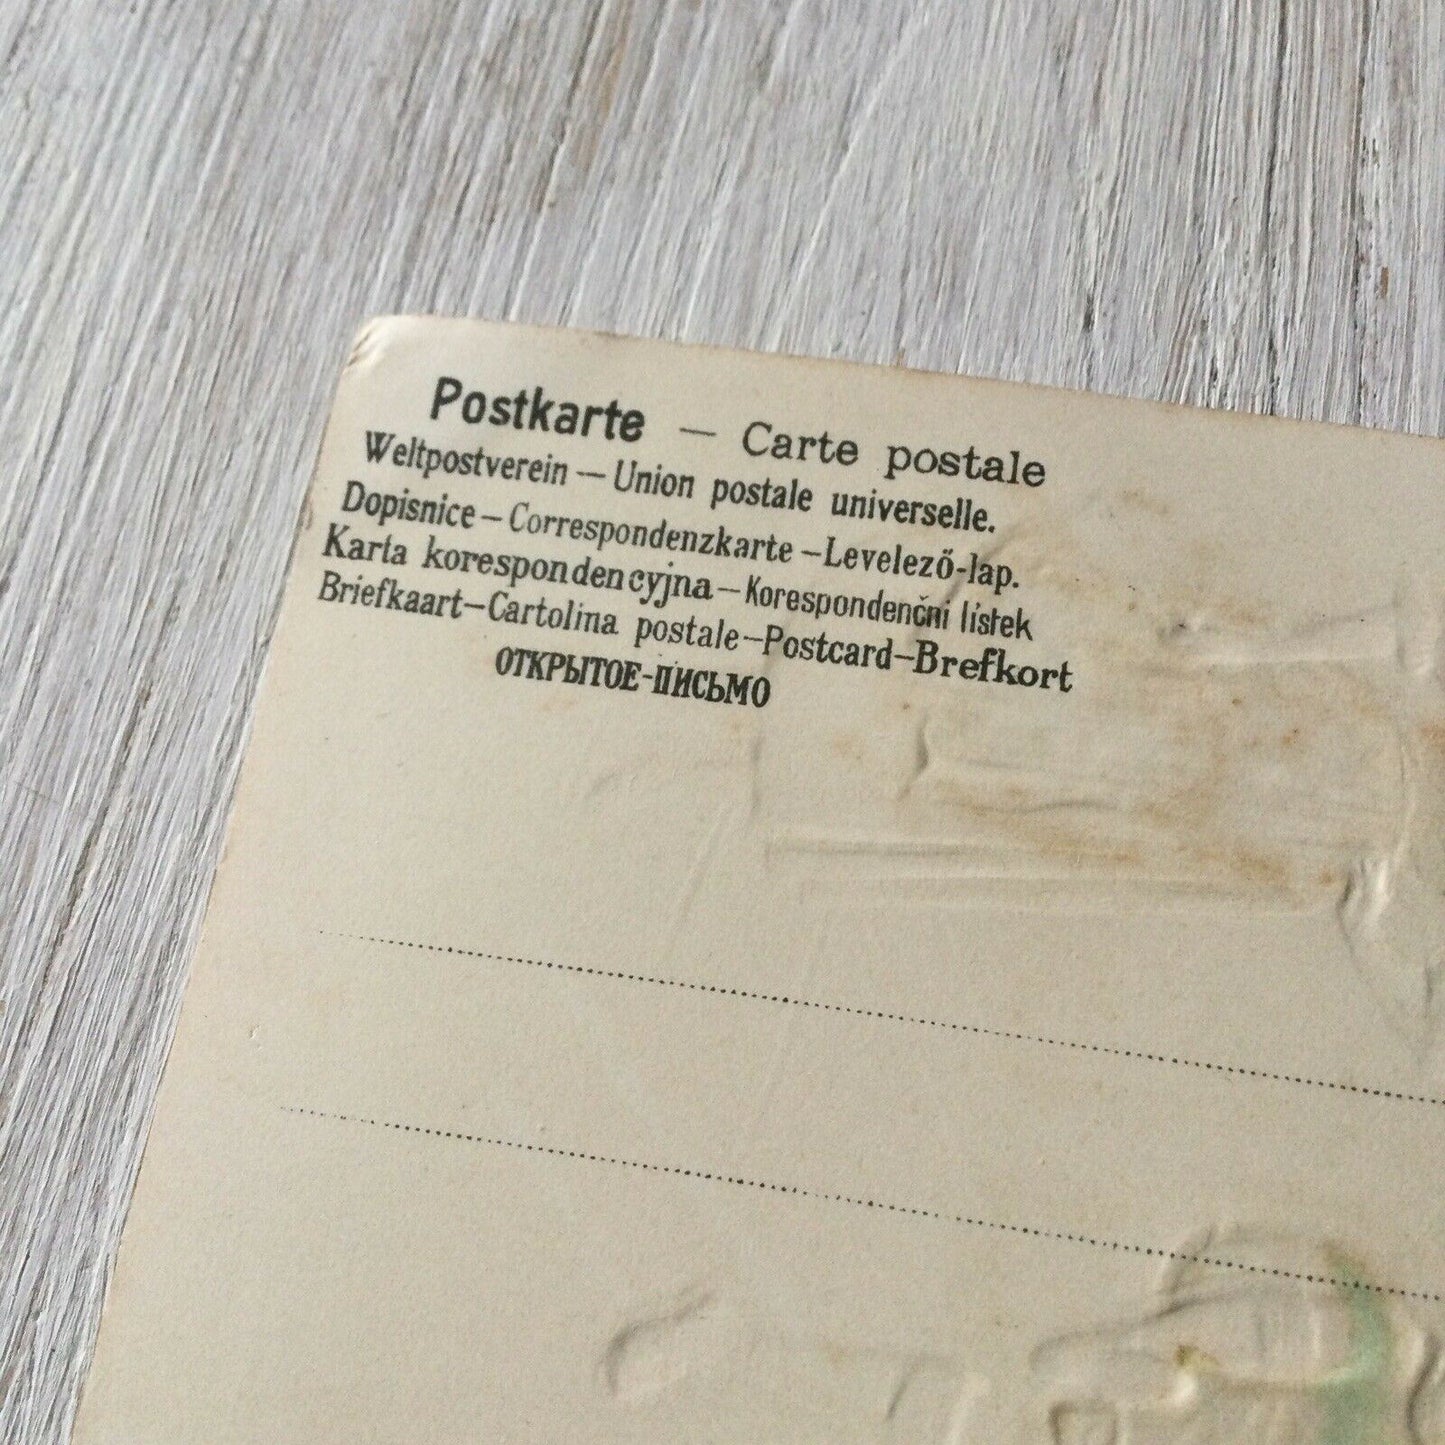 Postkarte — Carte postale
Weltpostverein — Union postale universelle.
Dopisnice – Correspondenzkarte – Levelező-lap.
Karta korespondencyjna – Korespondenční lístek
Briefkaart – Cartolina postale – Postcard – Brefkort
ОТКРЫТОЕ-ПИСЬМО